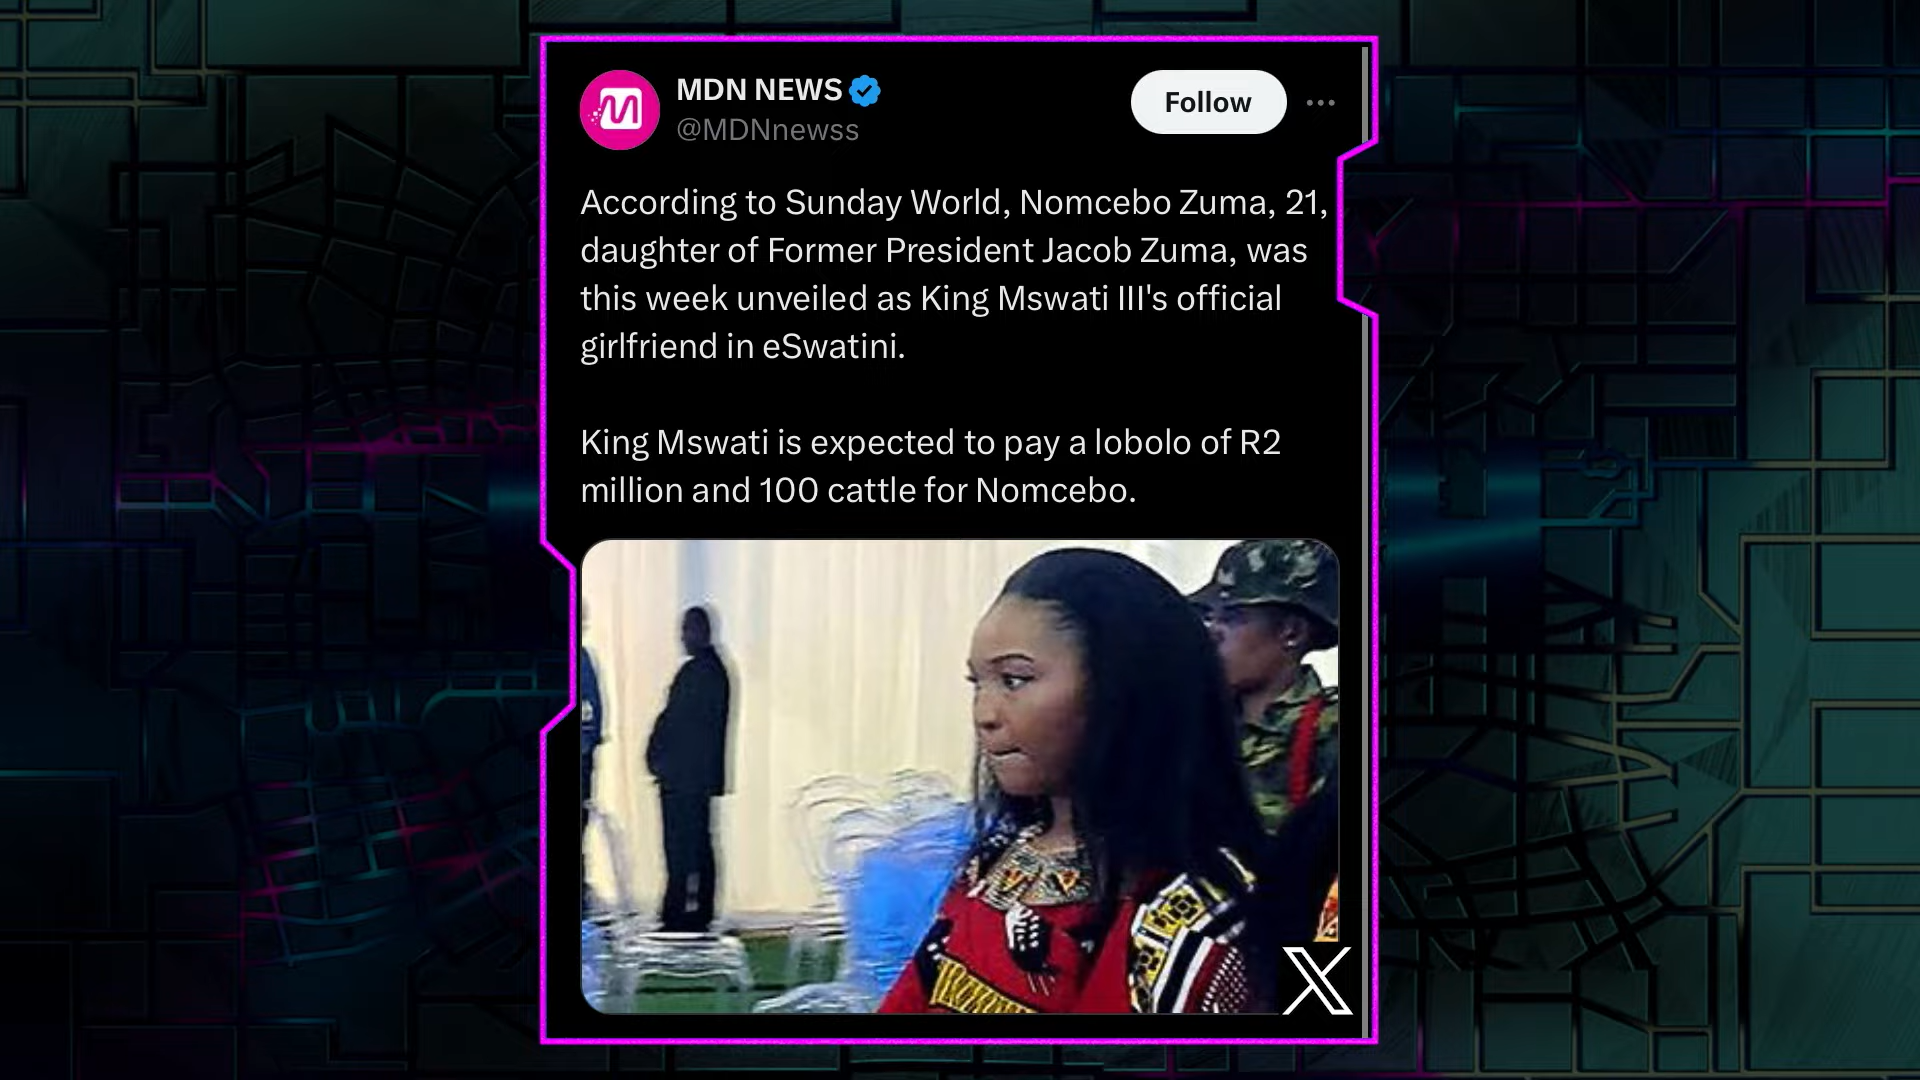 MDN NEWS
@MDNnewss
Follow
According to Sunday World, Nomcebo Zuma, 21,
daughter of Former President Jacob Zuma, was
this week unveiled as King Mswati III's official
girlfriend in eSwatini.
King Mswati is expected to pay a lobolo of R2
million and 100 cattle for Nomcebo.